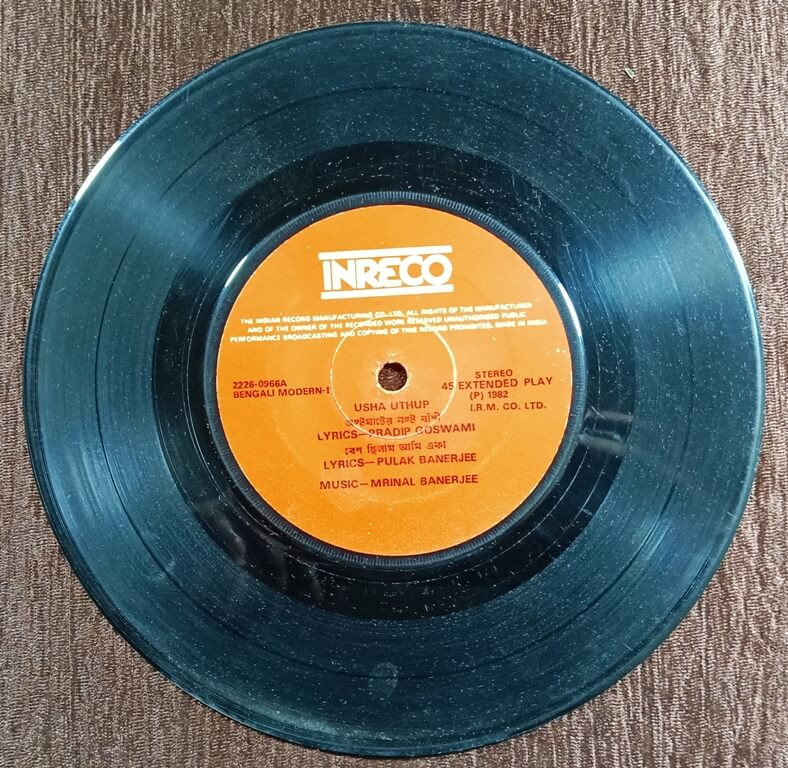 INRECO
THE INDIAN RECORD MANUFACTURING CO., LTD. ALL RIGHTS OF THE MANUFACTURER
AND OF THE OWNER OF THE RECORDED WORK RESERVED UNAUTHORISED PUBLIC
PERFORMANCE BROADCASTING AND COPYING OF THIS RECORD PROHIBITED. MADE IN INDIA
2226-0966A
BENGALI MODERN-1
STEREO
45 EXTENDED PLAY
(P) 1982
I.R.M. CO. LTD.
USHA UTHUP
নষ্ট বাঁশী
LYRICS—PRADIP GOSWAMI
বেশ ছিলাম আমি একা
LYRICS—PULAK BANERJEE
MUSIC—MRINAL BANERJEE